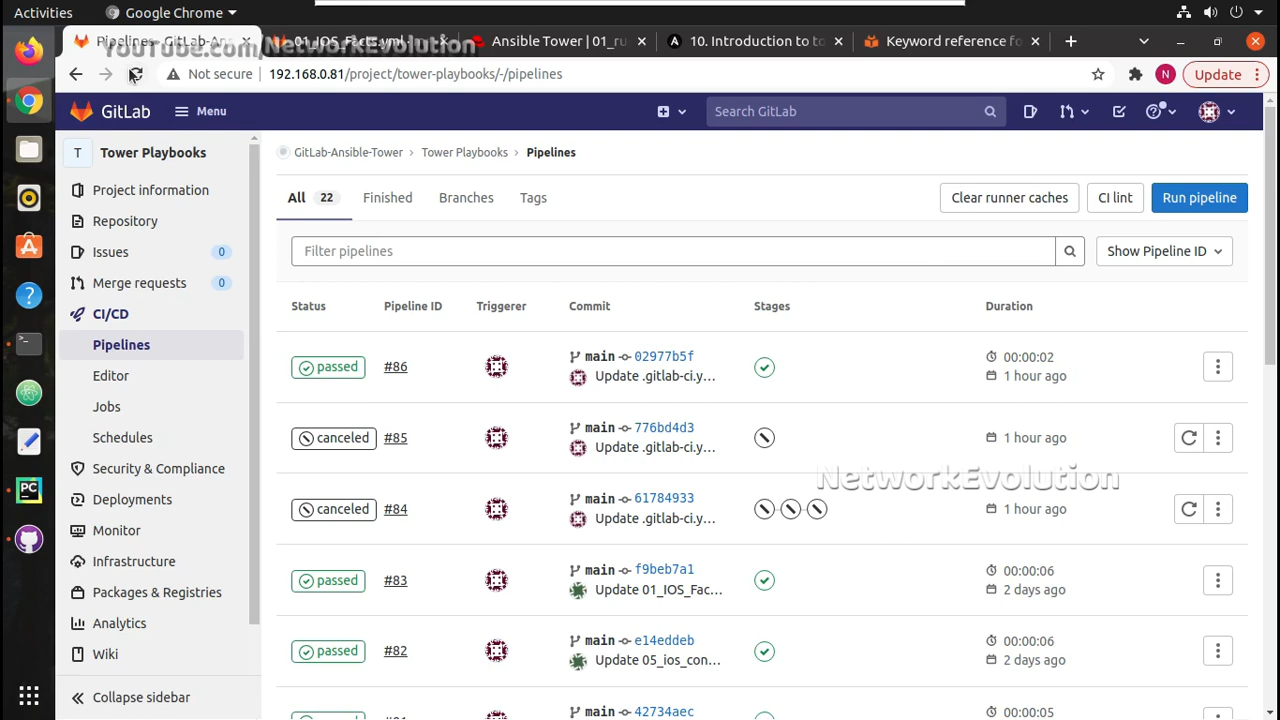 Activities
Google Chrome
Pipelines - GitLab-Ans
01_IOS_Facts.yml
Ansible Tower | 01_ru
10. Introduction to to
Keyword reference fo
YouTube.com/NetworkEvolution
Not secure
192.168.0.81/project/tower-playbooks/-/pipelines
N
Update
GitLab
Menu
Search GitLab
T
Tower Playbooks
Project information
Repository
Issues
0
Merge requests
0
CI/CD
Pipelines
Editor
Jobs
Schedules
Security & Compliance
Deployments
Monitor
Infrastructure
Packages & Registries
Analytics
Wiki
Collapse sidebar
GitLab-Ansible-Tower › Tower Playbooks › Pipelines
All 22
Finished
Branches
Tags
Clear runner caches
CI lint
Run pipeline
Filter pipelines
Show Pipeline ID
Status
Pipeline ID
Triggerer
Commit
Stages
Duration
passed
#86
main
02977b5f
Update .gitlab-ci.y...
00:00:02
1 hour ago
canceled
#85
main
776bd4d3
Update .gitlab-ci.y...
1 hour ago
NetworkEvolution
canceled
#84
main
61784933
Update .gitlab-ci.y...
1 hour ago
passed
#83
main
f9beb7a1
Update 01_IOS_Fac...
00:00:06
2 days ago
passed
#82
main
e14eddeb
Update 05_ios_con...
00:00:06
2 days ago
main
42734aec
00:00:05